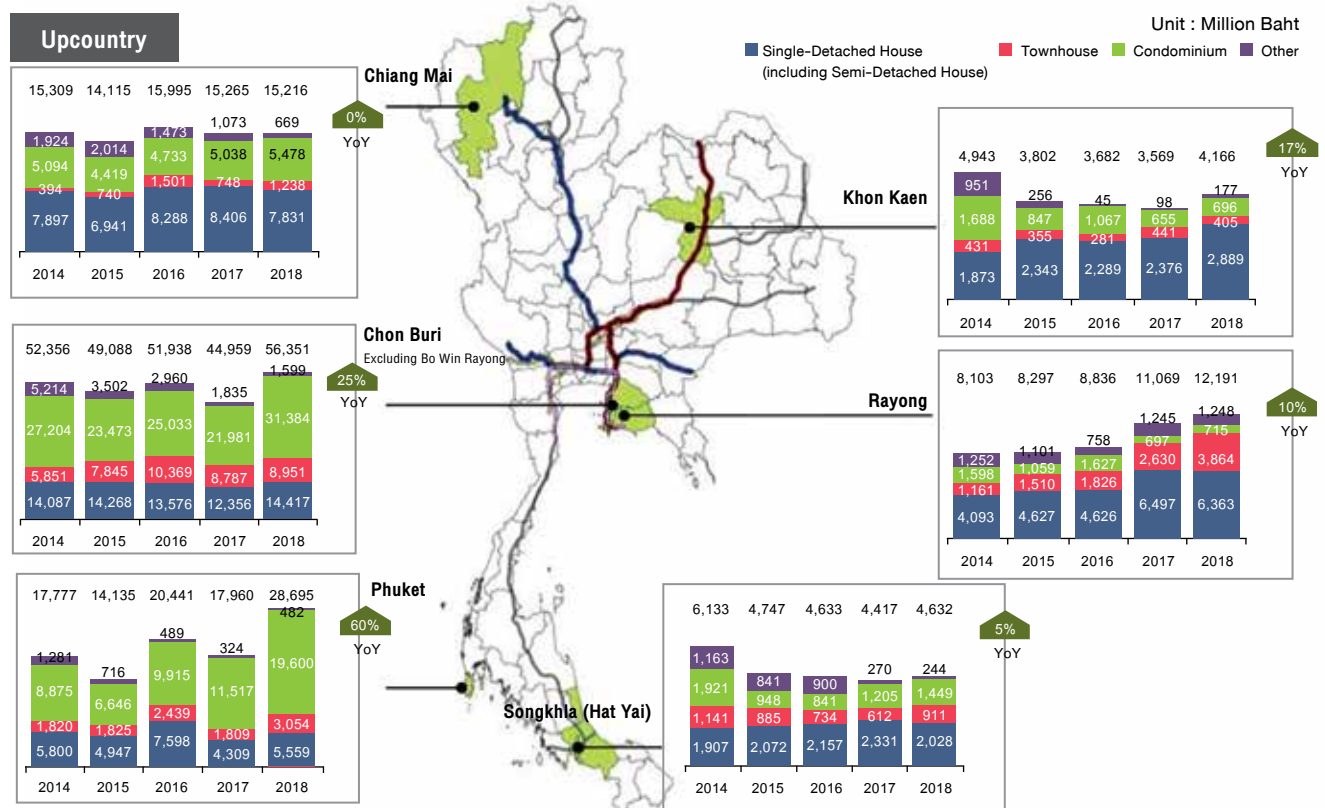 Upcountry
Unit : Million Baht
Single-Detached House
(including Semi-Detached House)
Townhouse
Condominium
Other
Chiang Mai
15,309 14,115 15,995 15,265 15,216
0%
YoY
1,924 2,014 1,473 1,073 669
5,094 4,419 4,733 5,038 5,478
394 740 1,501 748 1,238
7,897 6,941 8,288 8,406 7,831
2014 2015 2016 2017 2018
Khon Kaen
4,943 3,802 3,682 3,569 4,166
17%
YoY
951 256 45 98 177
1,688 847 1,067 655 696
431 355 281 441 405
1,873 2,343 2,289 2,376 2,889
2014 2015 2016 2017 2018
Chon Buri
Excluding Bo Win Rayong
52,356 49,088 51,938 44,959 56,351
25%
YoY
5,214 3,502 2,960 1,835 1,599
27,204 23,473 25,033 21,981 31,384
5,851 7,845 10,369 8,787 8,951
14,087 14,268 13,576 12,356 14,417
2014 2015 2016 2017 2018
Rayong
8,103 8,297 8,836 11,069 12,191
10%
YoY
1,252 1,101 758 1,245 1,248
1,598 1,059 1,627 697 715
1,161 1,510 1,826 2,630 3,864
4,093 4,627 4,626 6,497 6,363
2014 2015 2016 2017 2018
Phuket
17,777 14,135 20,441 17,960 28,695
60%
YoY
1,281 716 489 324 482
8,875 6,646 9,915 11,517 19,600
1,820 1,825 2,439 1,809 3,054
5,800 4,947 7,598 4,309 5,559
2014 2015 2016 2017 2018
Songkhla (Hat Yai)
6,133 4,747 4,633 4,417 4,632
5%
YoY
1,163 841 900 270 244
1,921 948 841 1,205 1,449
1,141 885 734 612 911
1,907 2,072 2,157 2,331 2,028
2014 2015 2016 2017 2018